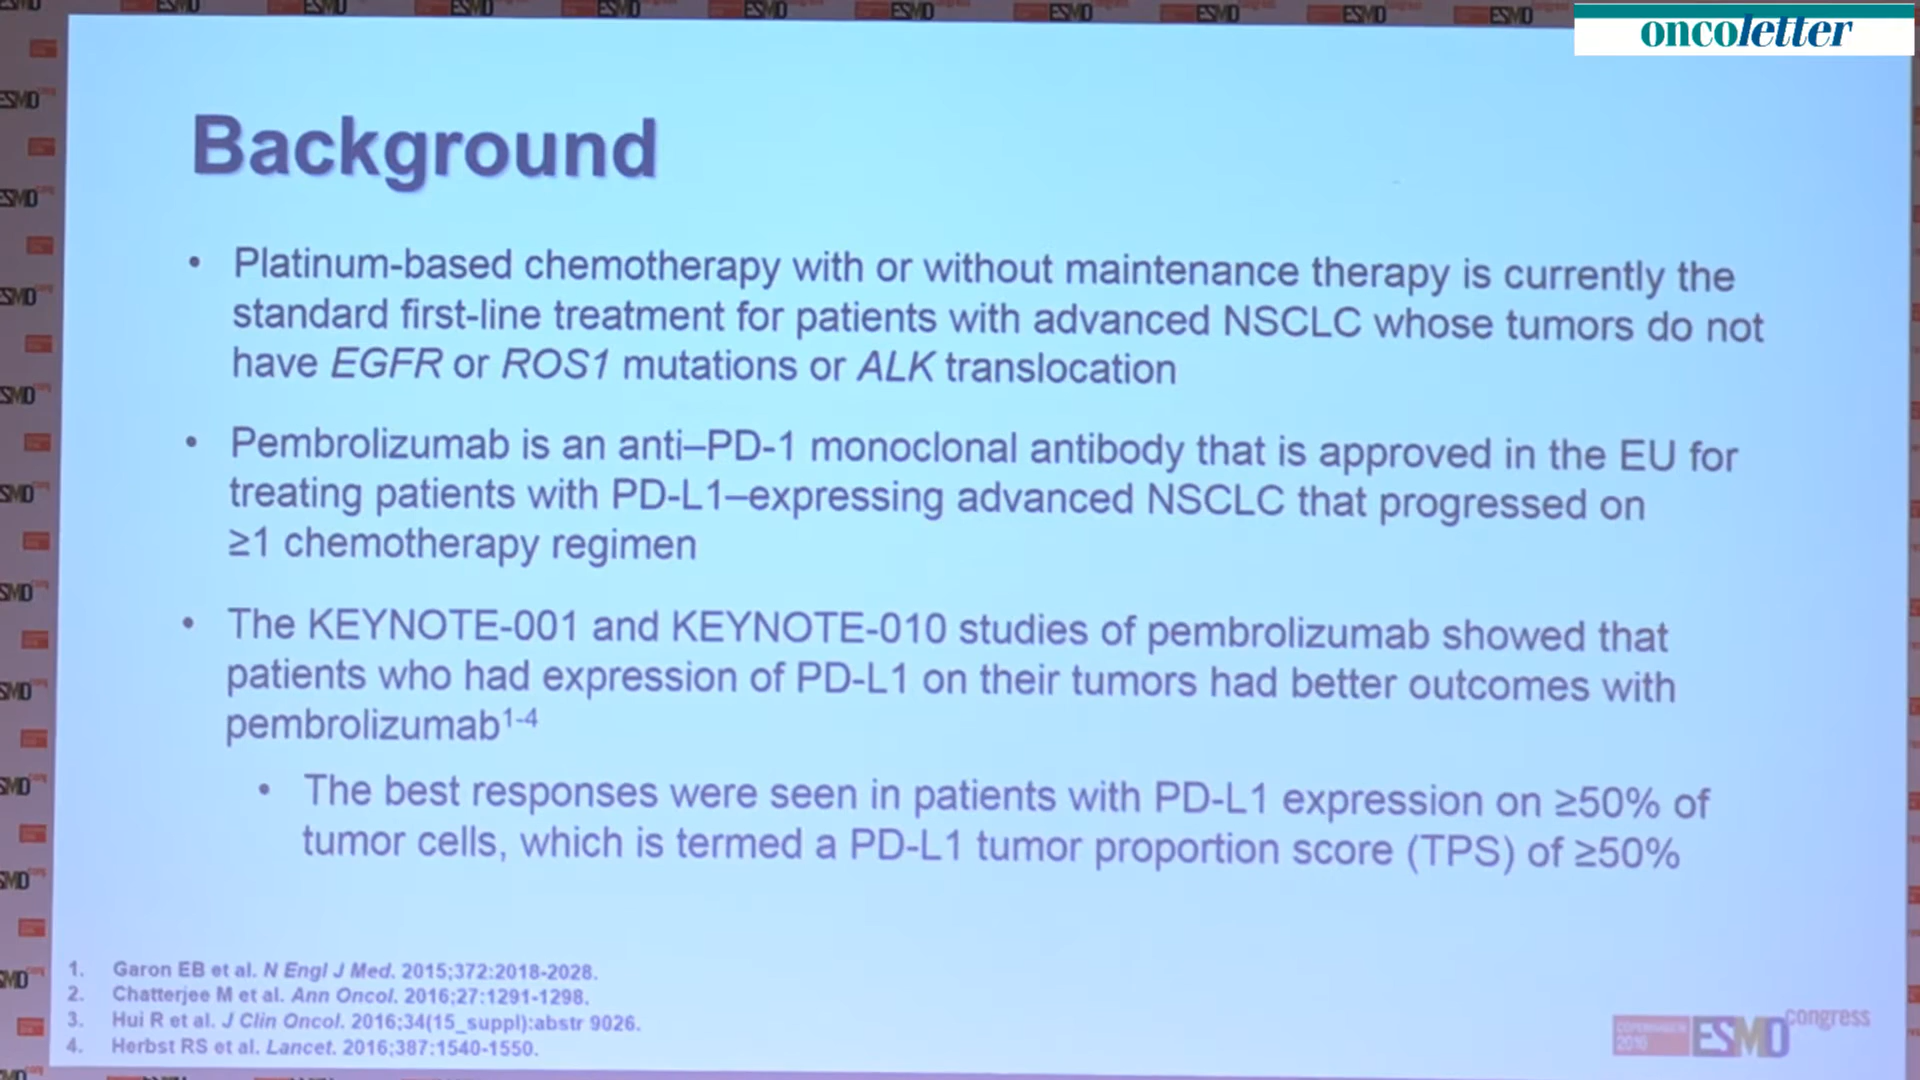 oncoletter
Background
• Platinum-based chemotherapy with or without maintenance therapy is currently the
standard first-line treatment for patients with advanced NSCLC whose tumors do not
have EGFR or ROS1 mutations or ALK translocation
• Pembrolizumab is an anti–PD-1 monoclonal antibody that is approved in the EU for
treating patients with PD-L1–expressing advanced NSCLC that progressed on
≥1 chemotherapy regimen
• The KEYNOTE-001 and KEYNOTE-010 studies of pembrolizumab showed that
patients who had expression of PD-L1 on their tumors had better outcomes with
pembrolizumab1-4
• The best responses were seen in patients with PD-L1 expression on ≥50% of
tumor cells, which is termed a PD-L1 tumor proportion score (TPS) of ≥50%
1. Garon EB et al. N Engl J Med. 2015;372:2018-2028.
2. Chatterjee M et al. Ann Oncol. 2016;27:1291-1298.
3. Hui R et al. J Clin Oncol. 2016;34(15_suppl):abstr 9026.
4. Herbst RS et al. Lancet. 2016;387:1540-1550.
COPENHAGEN
2016
ESMO congress